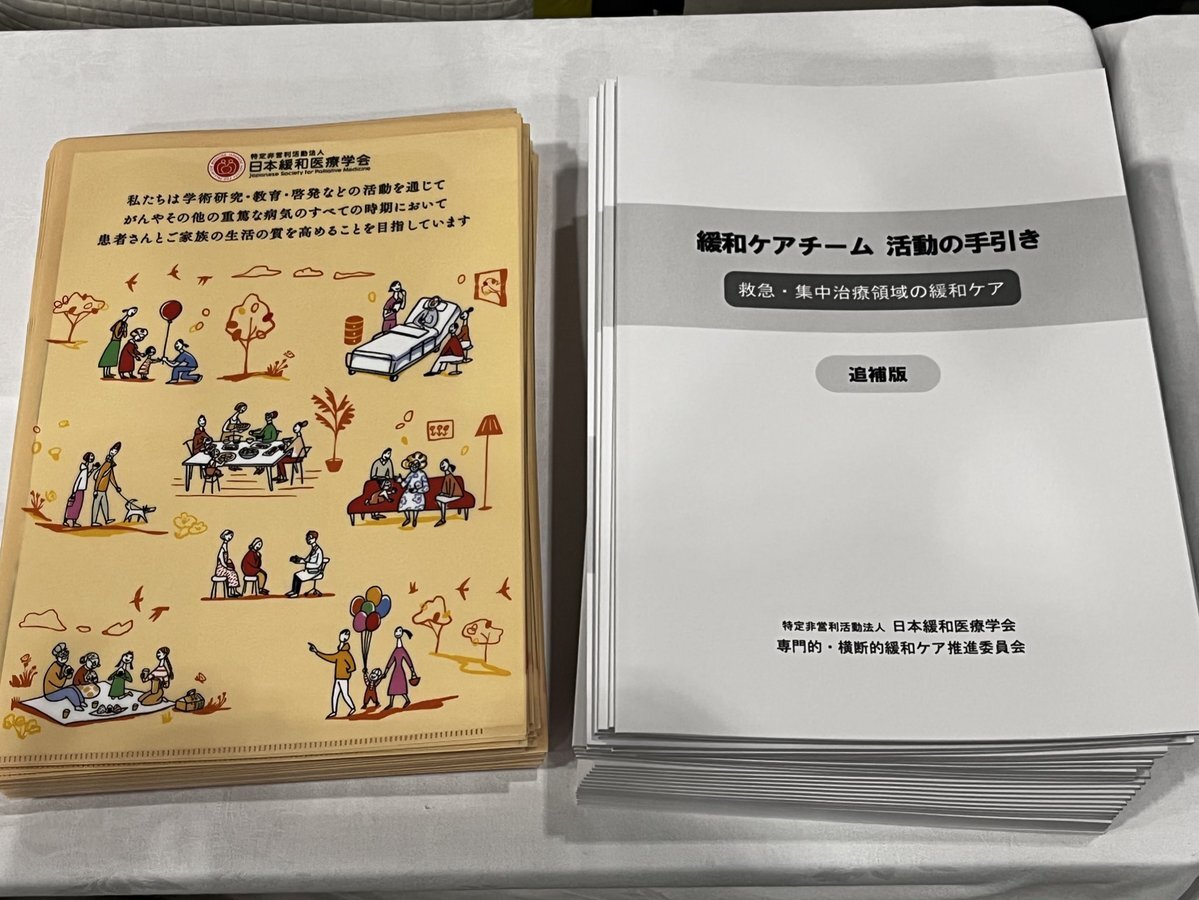 特定非営利活動法人
日本緩和医療学会
Japanese Society for Palliative Medicine
私たちは学術研究・教育・啓発などの活動を通じて
がんやその他の重篤な病気のすべての時期において
患者さんとご家族の生活の質を高めることを目指しています
緩和ケアチーム 活動の手引き
救急・集中治療領域の緩和ケア
追補版
特定非営利活動法人 日本緩和医療学会
専門的・横断的緩和ケア推進委員会